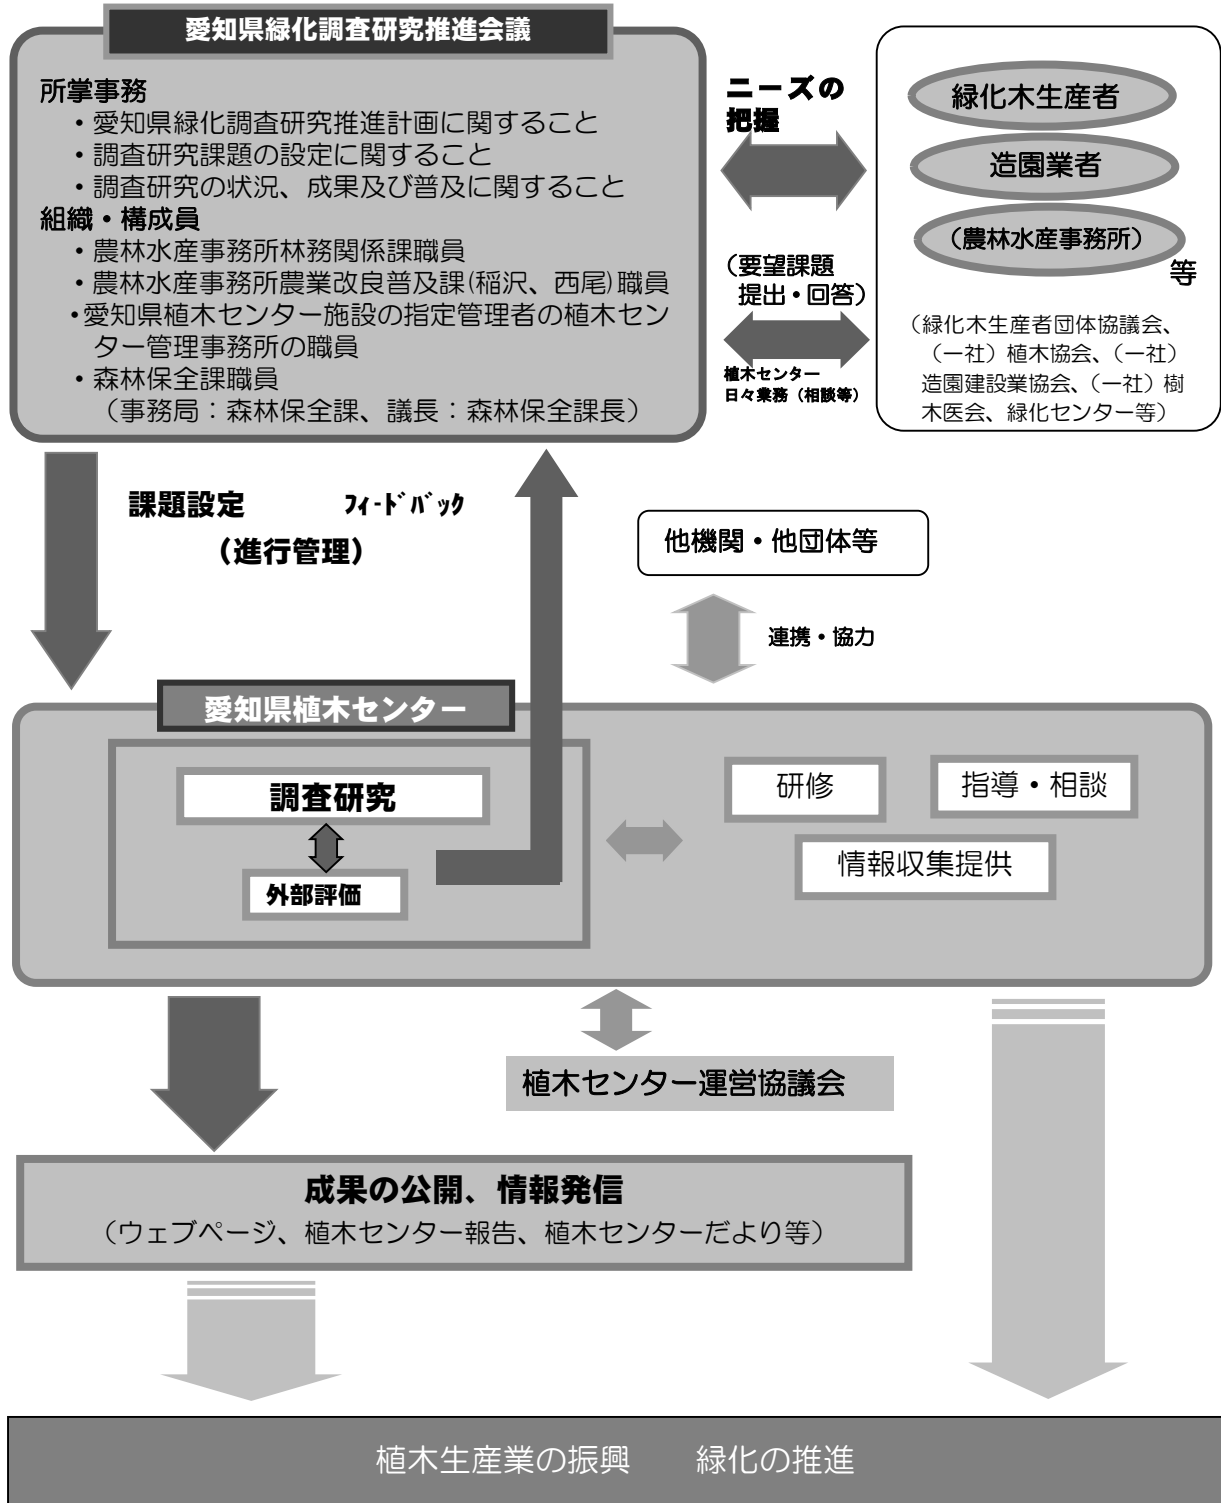 愛知県緑化調査研究推進会議
所掌事務
・愛知県緑化調査研究推進計画に関すること
・調査研究課題の設定に関すること
・調査研究の状況、成果及び普及に関すること
組織・構成員
・農林水産事務所林務関係課職員
・農林水産事務所農業改良普及課(稲沢、西尾)職員
・愛知県植木センター施設の指定管理者の植木セン
ター管理事務所の職員
・森林保全課職員
（事務局：森林保全課、議長：森林保全課長）
ニーズの
把握
（要望課題
提出・回答）
植木センター
日々業務（相談等）
緑化木生産者
造園業者
（農林水産事務所）
等
（緑化木生産者団体協議会、
（一社）植木協会、（一社）
造園建設業協会、（一社）樹
木医会、緑化センター等）
課題設定
ﾌｨｰﾄﾞﾊﾞｯｸ
（進行管理）
他機関・他団体等
連携・協力
愛知県植木センター
調査研究
外部評価
研修
指導・相談
情報収集提供
植木センター運営協議会
成果の公開、情報発信
（ウェブページ、植木センター報告、植木センターだより等）
植木生産業の振興　　緑化の推進